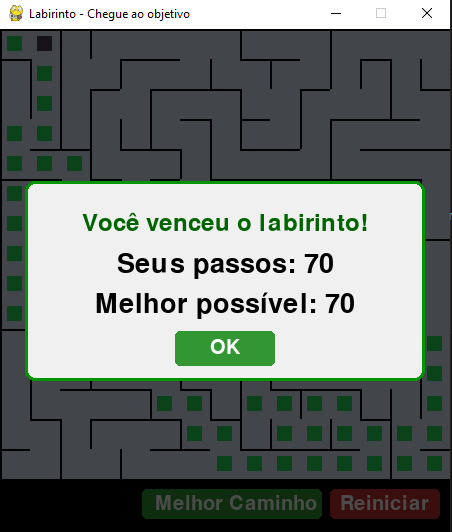 Labirinto - Chegue ao objetivo
Você venceu o labirinto!
Seus passos: 70
Melhor possível: 70
OK
Melhor Caminho
Reiniciar